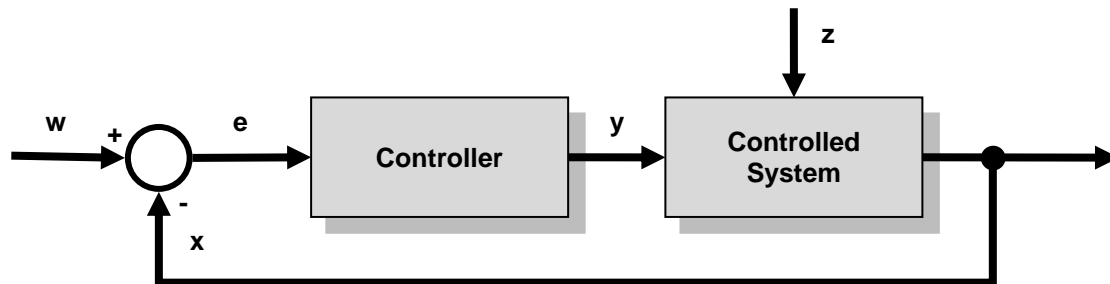 z
w
+
e
y
Controller
Controlled
System
-
x